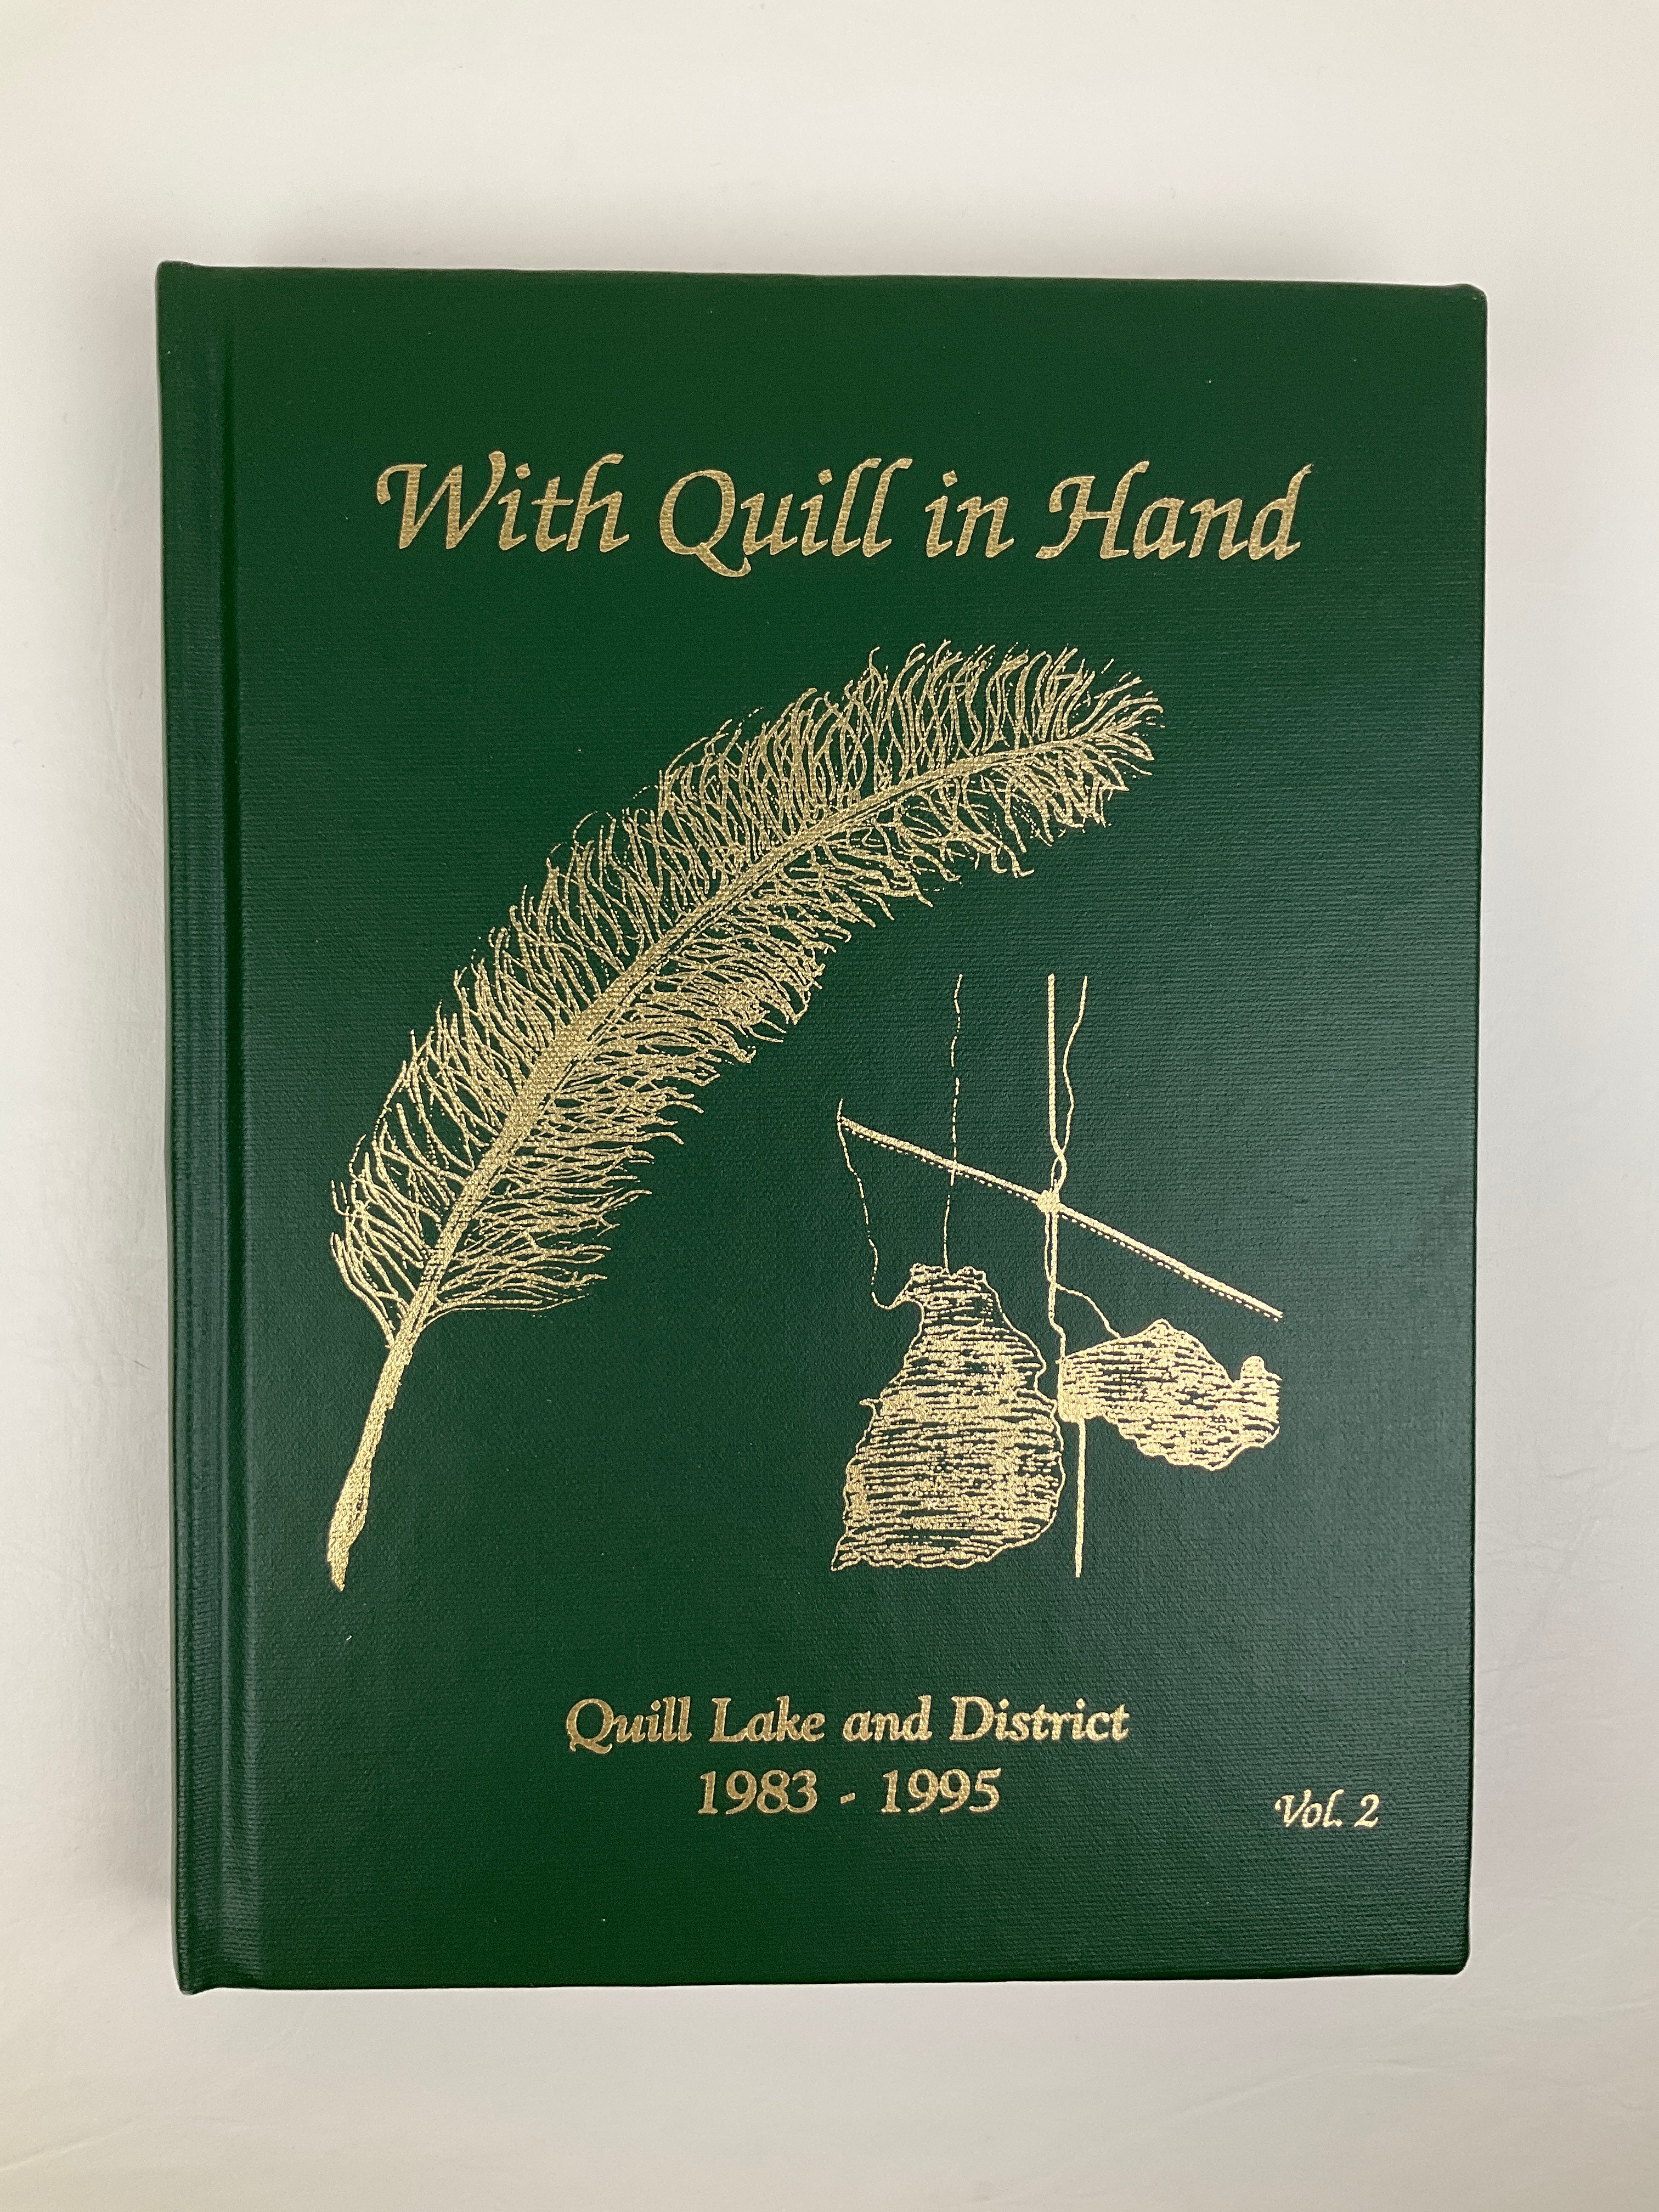 With Quill in Hand
Quill Lake and District
1983 - 1995
Vol. 2